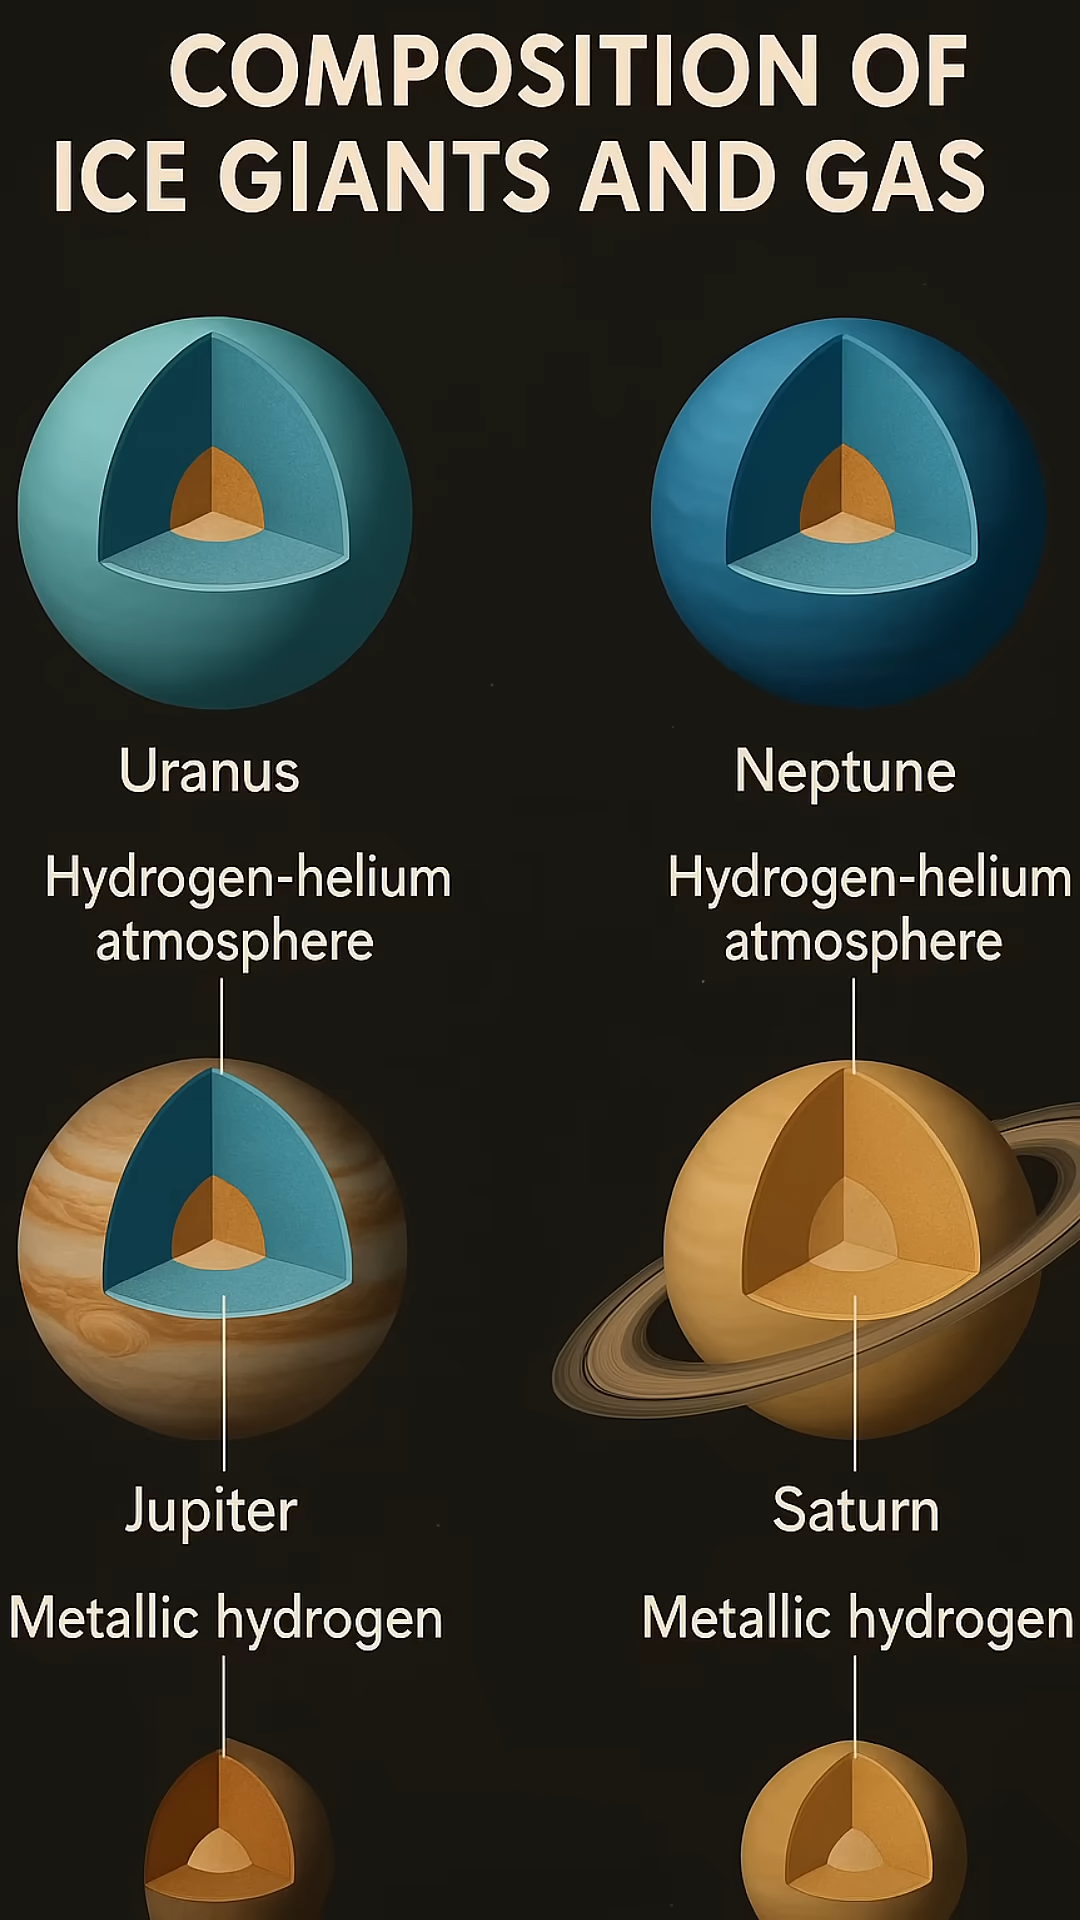 COMPOSITION OF
ICE GIANTS AND GAS
Uranus
Neptune
Hydrogen-helium
atmosphere
Hydrogen-helium
atmosphere
Jupiter
Saturn
Metallic hydrogen
Metallic hydrogen